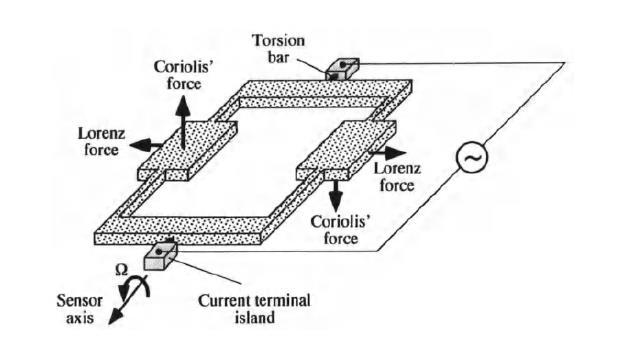 Torsion
bar
Coriolis'
force
Lorenz
force
Lorenz
force
Coriolis'
force
~
Ω
Sensor
axis
Current terminal
island